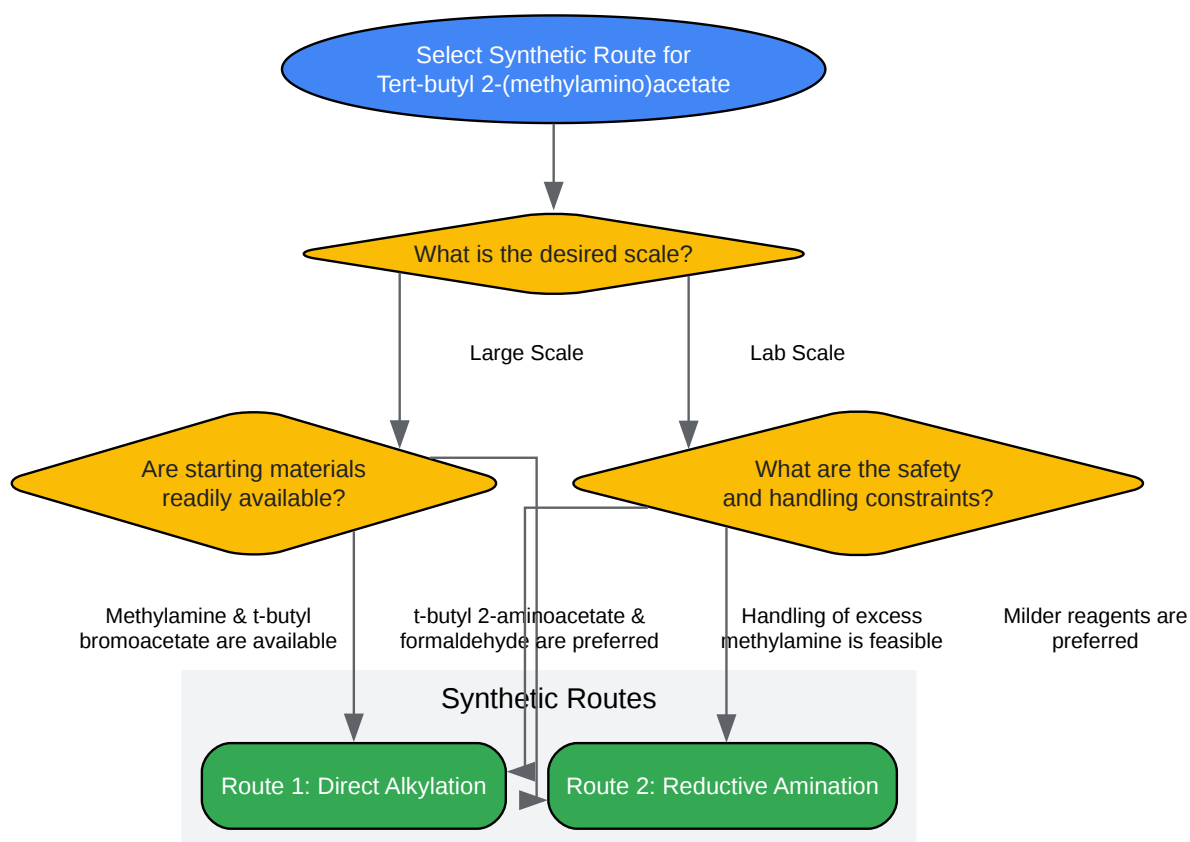 Select Synthetic Route for
Tert-butyl 2-(methylamino)acetate
What is the desired scale?
Large Scale
Lab Scale
Are starting materials
readily available?
What are the safety
and handling constraints?
Methylamine & t-butyl
bromoacetate are available
t-butyl 2-aminoacetate &
formaldehyde are preferred
Handling of excess
methylamine is feasible
Milder reagents are
preferred
Synthetic Routes
Route 1: Direct Alkylation
Route 2: Reductive Amination